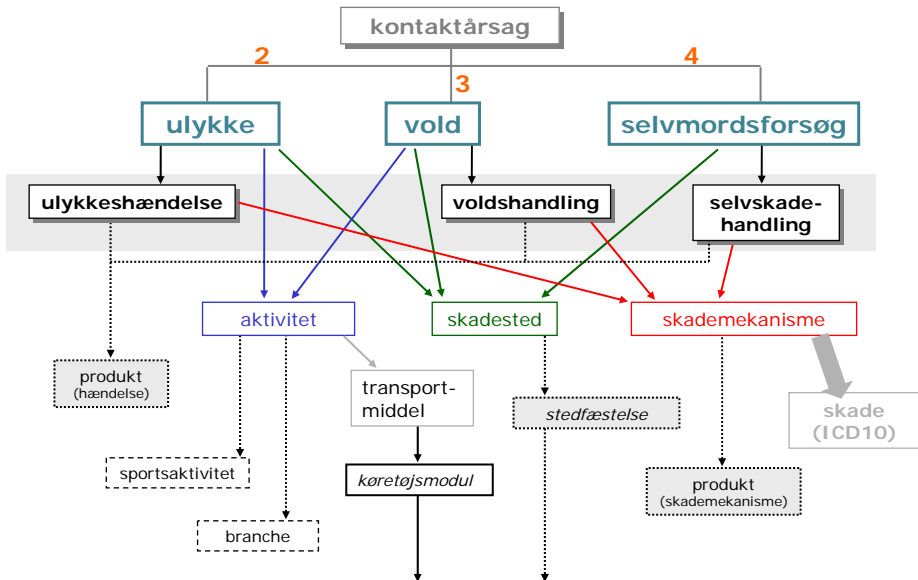 kontaktårsag
2
3
4
ulykke
vold
selvmordsforsøg
ulykkeshændelse
voldshandling
selvskade-
handling
aktivitet
skadested
skademekanisme
produkt
(hændelse)
transport-
middel
stedfæstelse
skade
(ICD10)
sportsaktivitet
køretøjsmodul
produkt
(skademekanisme)
branche